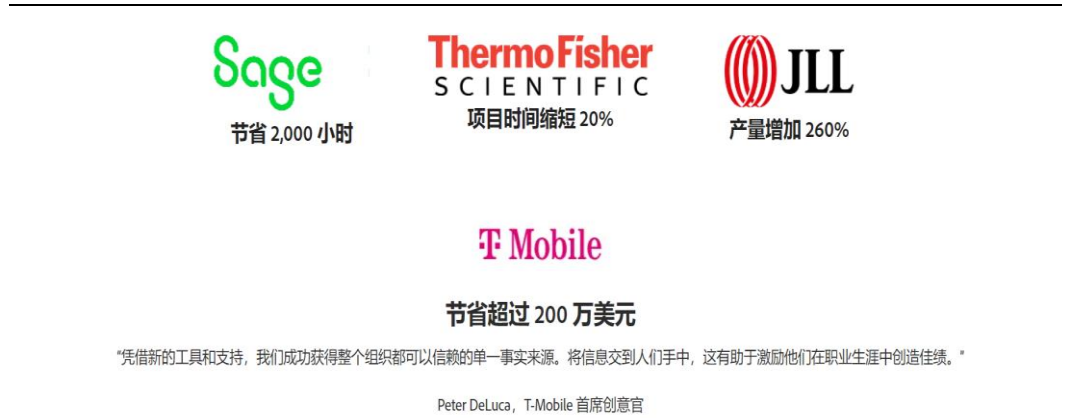 Sage
ThermoFisher
SCIENTIFIC
JLL
节省 2,000 小时
项目时间缩短 20%
产量增加 260%
T Mobile
节省超过 200 万美元
"凭借新的工具和支持，我们成功获得整个组织都可以信赖的单一事实来源。将信息交到人们手中，这有助于激励他们在职业生涯中创造佳绩。"
Peter DeLuca，T-Mobile 首席创意官